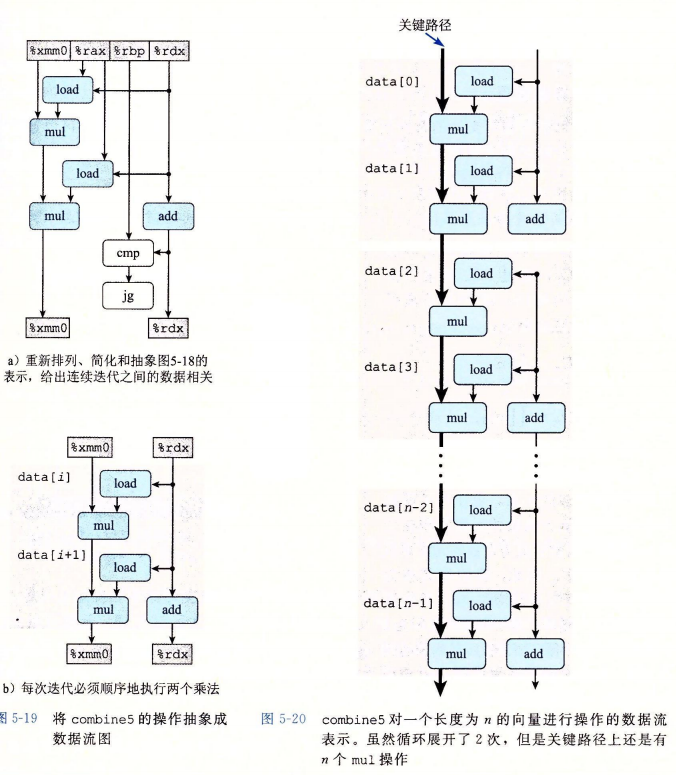 %xmm0 %rax %rbp %rdx
load
mul
load
mul
add
cmp
jg
%xmm0
%rdx
a）重新排列、简化和抽象图5-18的
表示，给出连续迭代之间的数据相关
%xmm0
%rdx
data[i]
load
mul
data[i+1]
load
mul
add
%xmm0
%rdx
b）每次迭代必须顺序地执行两个乘法
图 5-19 将 combine5 的操作抽象成
数据流图
关键路径
data[0]
load
mul
data[1]
load
mul
add
data[2]
load
mul
data[3]
load
mul
add
data[n-2]
load
mul
data[n-1]
load
mul
add
图 5-20 combine5 对一个长度为 n 的向量进行操作的数据流
表示。虽然循环展开了 2 次，但是关键路径上还是有
n 个 mul 操作